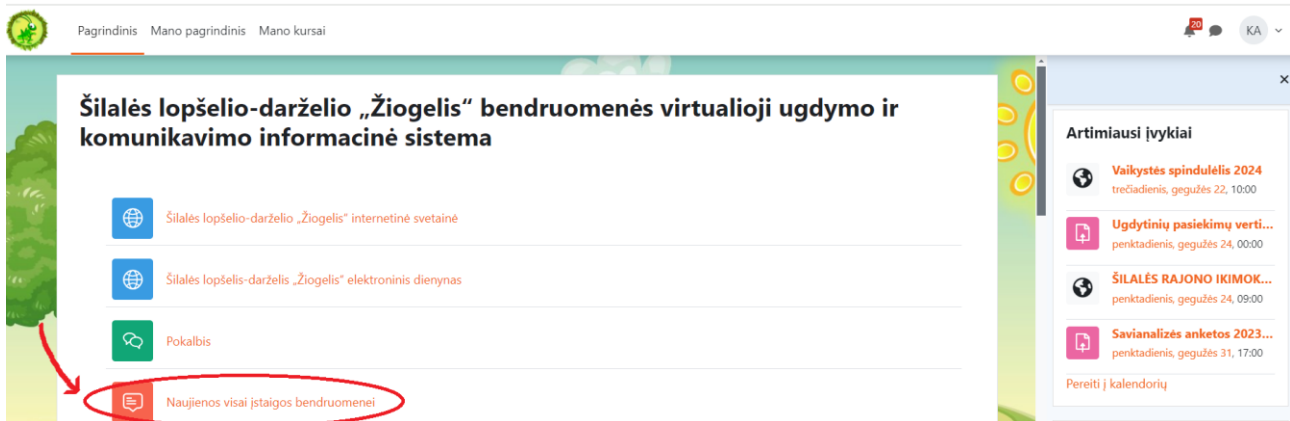 Pagrindinis Mano pagrindinis Mano kursai
20
KA
Šilalės lopšelio-darželio „Žiogelis“ bendruomenės virtualioji ugdymo ir
komunikavimo informacinė sistema
Šilalės lopšelio-darželio „Žiogelis“ internetinė svetainė
Šilalės lopšelis-darželis „Žiogelis“ elektroninis dienynas
Pokalbis
Naujienos visai įstaigos bendruomenei
Artimiausi įvykiai
Vaikystės spindulėlis 2024
trečiadienis, gegužės 22, 10:00
Ugdytinių pasiekimų verti...
penktadienis, gegužės 24, 00:00
ŠILALĖS RAJONO IKIMOK...
penktadienis, gegužės 24, 09:00
Savianalizės anketos 2023...
penktadienis, gegužės 31, 17:00
Pereiti į kalendorių